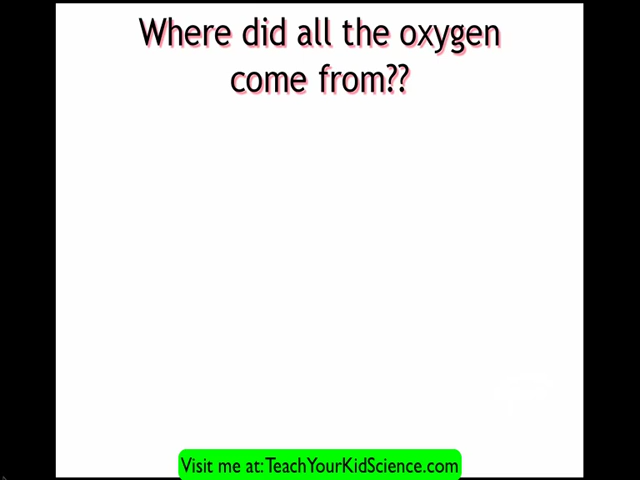 Where did all the oxygen
come from??
Visit me at: TeachYourKidScience.com